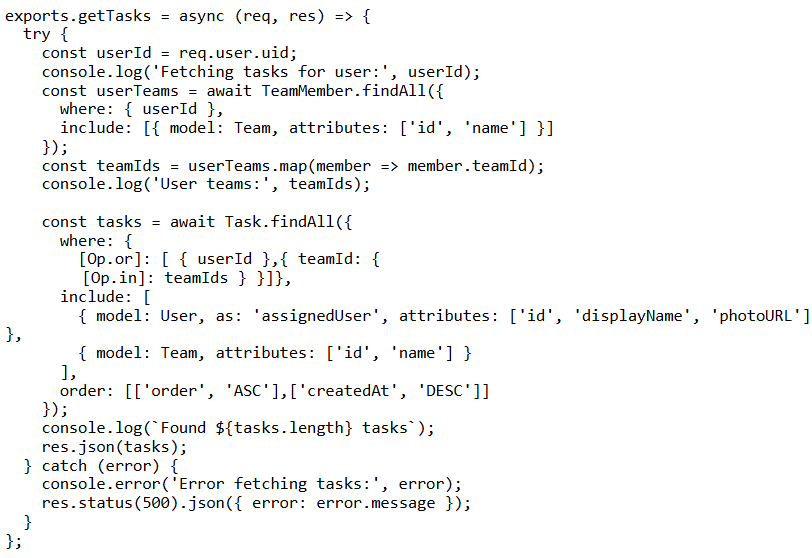 exports.getTasks = async (req, res) => {
  try {
    const userId = req.user.uid;
    console.log('Fetching tasks for user:', userId);
    const userTeams = await TeamMember.findAll({
      where: { userId },
      include: [{ model: Team, attributes: ['id', 'name'] }]
    });
    const teamIds = userTeams.map(member => member.teamId);
    console.log('User teams:', teamIds);

    const tasks = await Task.findAll({
      where: {
        [Op.or]: [ { userId },{ teamId: {
        [Op.in]: teamIds } }]},
      include: [
        { model: User, as: 'assignedUser', attributes: ['id', 'displayName', 'photoURL']
},
        { model: Team, attributes: ['id', 'name'] }
      ],
      order: [['order', 'ASC'],['createdAt', 'DESC']]
    });
    console.log(`Found ${tasks.length} tasks`);
    res.json(tasks);
  } catch (error) {
    console.error('Error fetching tasks:', error);
    res.status(500).json({ error: error.message });
  }
};